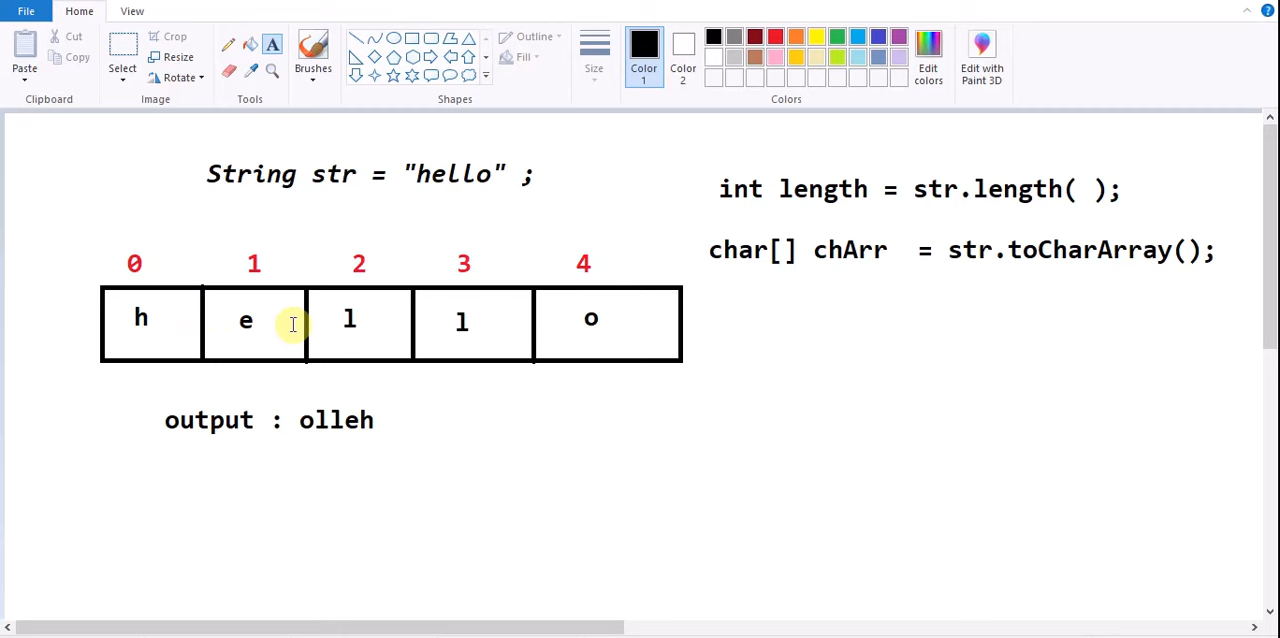 File Home View
Paste
Cut
Copy
Clipboard
Select
Crop
Resize
Rotate
Image
A
Tools
Brushes
Shapes
Outline
Fill
Size
Color 1
Color 2
Edit colors
Colors
Edit with Paint 3D
String str = "hello" ;
int length = str.length( );
char[] chArr = str.toCharArray();
0 1 2 3 4
h e l l o
output : olleh